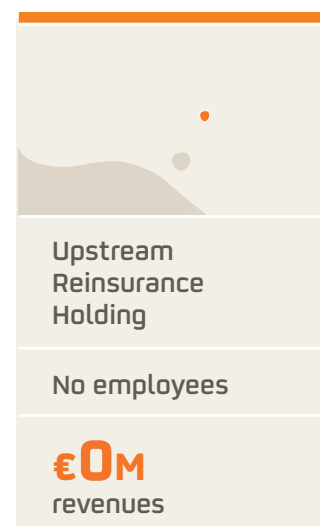 Upstream
Reinsurance
Holding
No employees
€0M
revenues